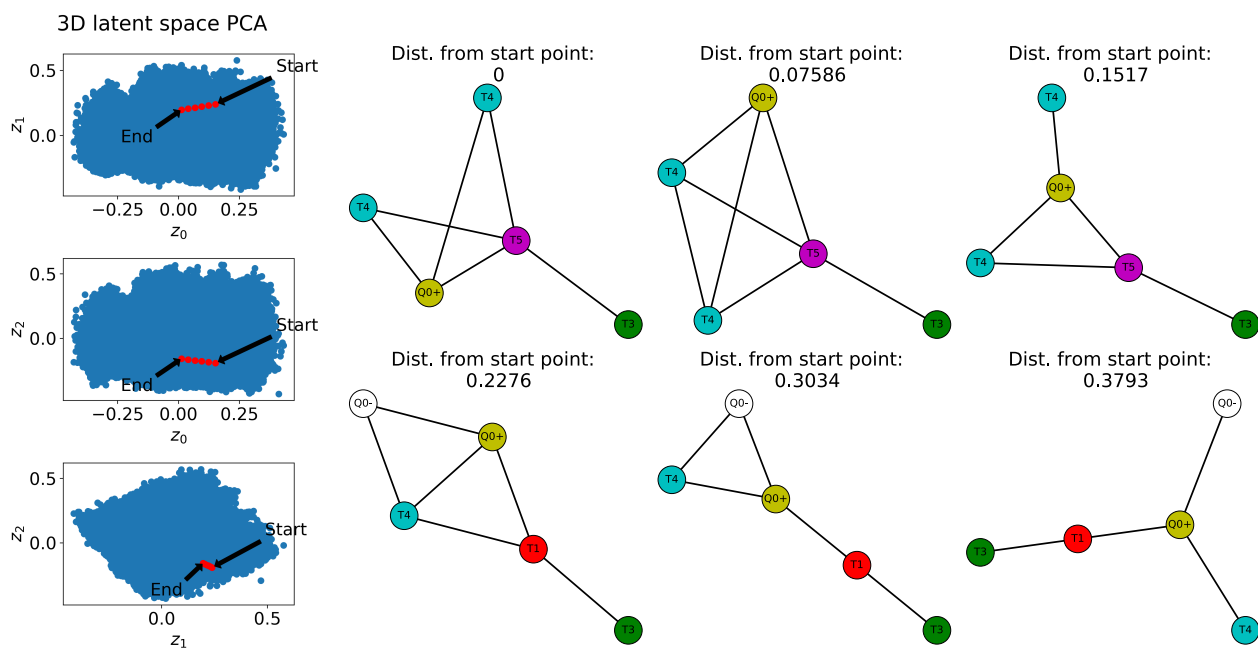 3D latent space PCA
0.5
0.0
z1
Start
End
−0.25
0.00
0.25
z0
0.5
0.0
z2
Start
End
−0.25
0.00
0.25
z0
0.5
0.0
z2
Start
End
0.0
0.5
z1
Dist. from start point:
0
T4
T4
T5
Q0+
T3
Dist. from start point:
0.07586
Q0+
T4
T5
T4
T3
Dist. from start point:
0.1517
T4
Q0+
T4
T5
T3
Dist. from start point:
0.2276
Q0-
Q0+
T4
T1
T3
Dist. from start point:
0.3034
Q0-
T4
Q0+
T1
T3
Dist. from start point:
0.3793
Q0-
Q0+
T1
T3
T4